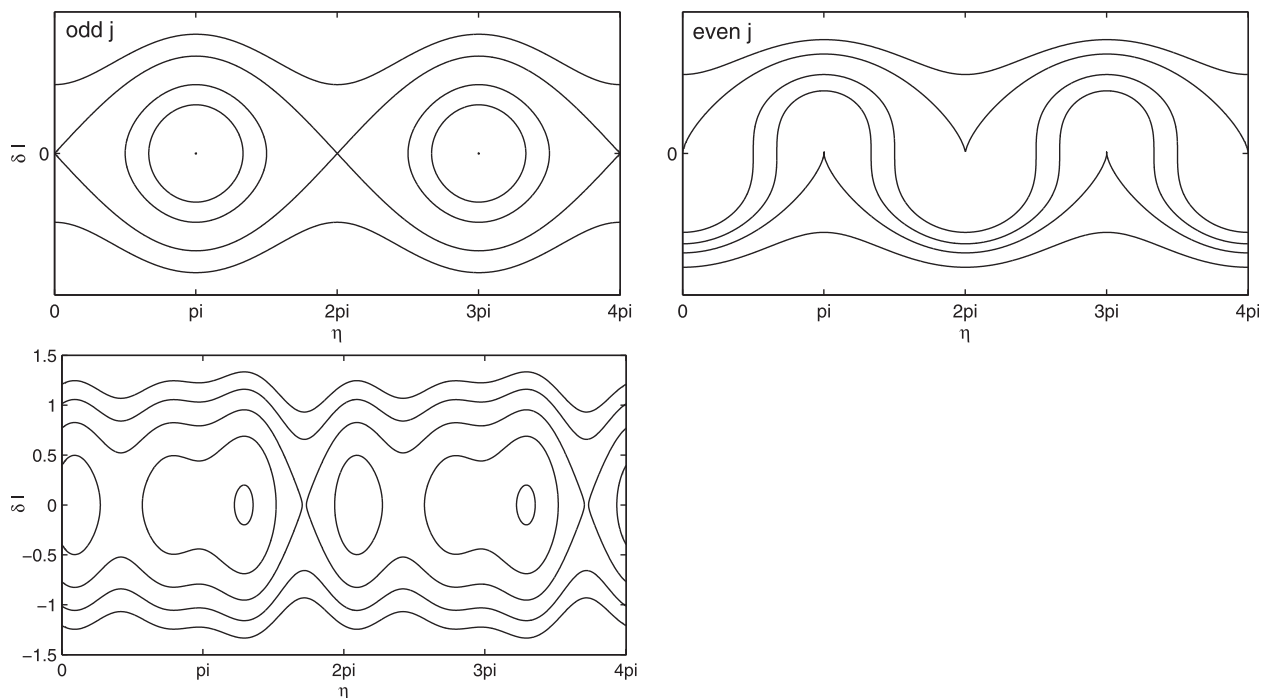 odd j
δ I
0
0 pi 2pi 3pi 4pi
η
even j
0
0 pi 2pi 3pi 4pi
η
1.5
1
0.5
0
−0.5
−1
−1.5
δ I
0 pi 2pi 3pi 4pi
η